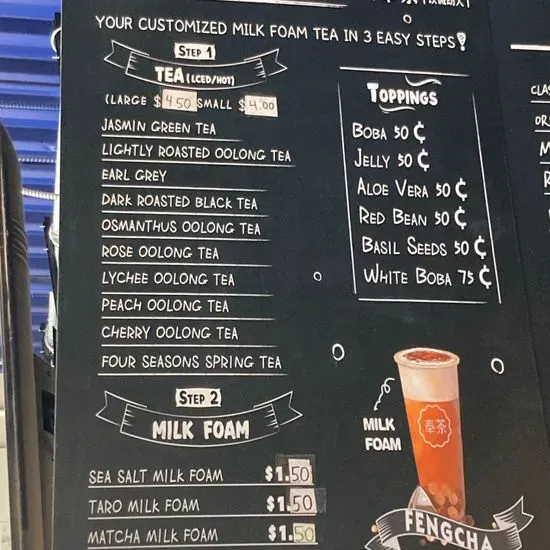 YOUR CUSTOMIZED MILK FOAM TEA IN 3 EASY STEPS!
STEP 1
TEA (LCED/HOT)
(LARGE $4.50 SMALL $4.00
JASMIN GREEN TEA
LIGHTLY ROASTED OOLONG TEA
EARL GREY
DARK ROASTED BLACK TEA
OSMANTHUS OOLONG TEA
ROSE OOLONG TEA
LYCHEE OOLONG TEA
PEACH OOLONG TEA
CHERRY OOLONG TEA
FOUR SEASONS SPRING TEA
STEP 2
MILK FOAM
SEA SALT MILK FOAM $1.50
TARO MILK FOAM $1.50
MATCHA MILK FOAM $1.50
TOPPINGS
BOBA 50 ¢
JELLY 50 ¢
ALOE VERA 50 ¢
RED BEAN 50 ¢
BASIL SEEDS 50 ¢
WHITE BOBA 75 ¢
MILK
FOAM
奉茶
FENGCHA